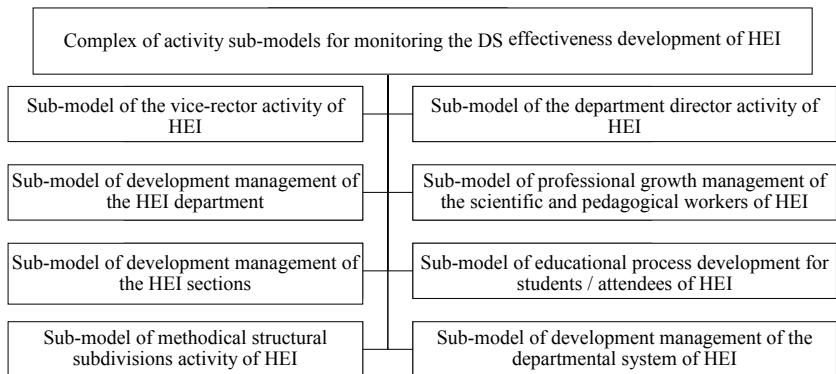 Complex of activity sub-models for monitoring the DS effectiveness development of HEI
Sub-model of the vice-rector activity of
HEI
Sub-model of the department director activity of
HEI
Sub-model of development management of
the HEI department
Sub-model of professional growth management of
the scientific and pedagogical workers of HEI
Sub-model of development management of
the HEI sections
Sub-model of educational process development for
students / attendees of HEI
Sub-model of methodical structural
subdivisions activity of HEI
Sub-model of development management of the
departmental system of HEI